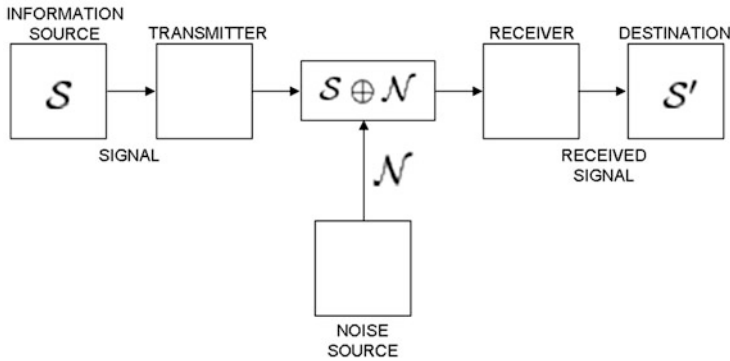 INFORMATION
SOURCE
TRANSMITTER
RECEIVER
DESTINATION
𝒮
𝒮 ⊕ 𝒩
𝒮′
SIGNAL
RECEIVED
SIGNAL
𝒩
NOISE
SOURCE